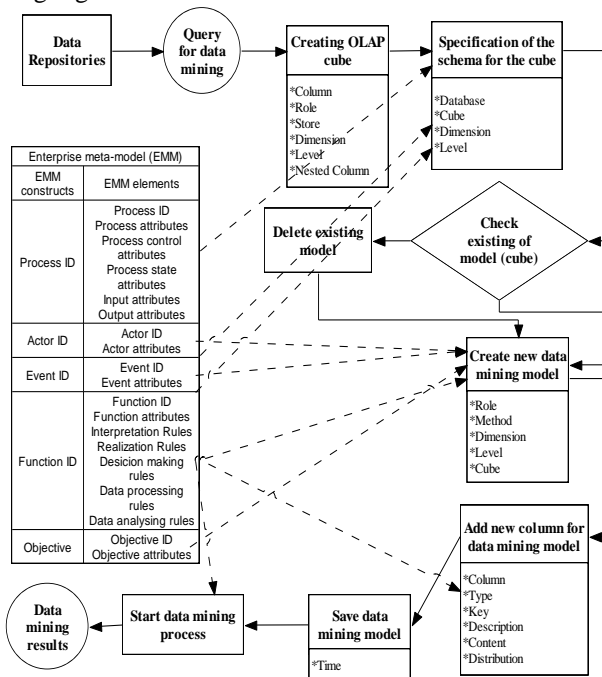 Data
Repositories
Query
for data
mining
Creating OLAP
cube
*Column
*Role
*Store
*Dimension
*Level
*Nested Column
Specification of the
schema for the cube
*Database
*Cube
*Dimension
*Level
Enterprise meta-model (EMM)
EMM
constructs
EMM elements
Process ID
Process ID
Process attributes
Process control
attributes
Process state
attributes
Input attributes
Output attributes
Actor ID
Actor ID
Actor attributes
Event ID
Event ID
Event attributes
Function ID
Function ID
Function attributes
Interpretation Rules
Realization Rules
Desicion making
rules
Data processing
rules
Data analysing rules
Objective
Objective ID
Objective attributes
Delete existing
model
Check
existing of
model (cube)
Create new data
mining model
*Role
*Method
*Dimension
*Level
*Cube
Add new column for
data mining model
*Column
*Type
*Key
*Description
*Content
*Distribution
Save data
mining model
*Time
Start data mining
process
Data
mining
results